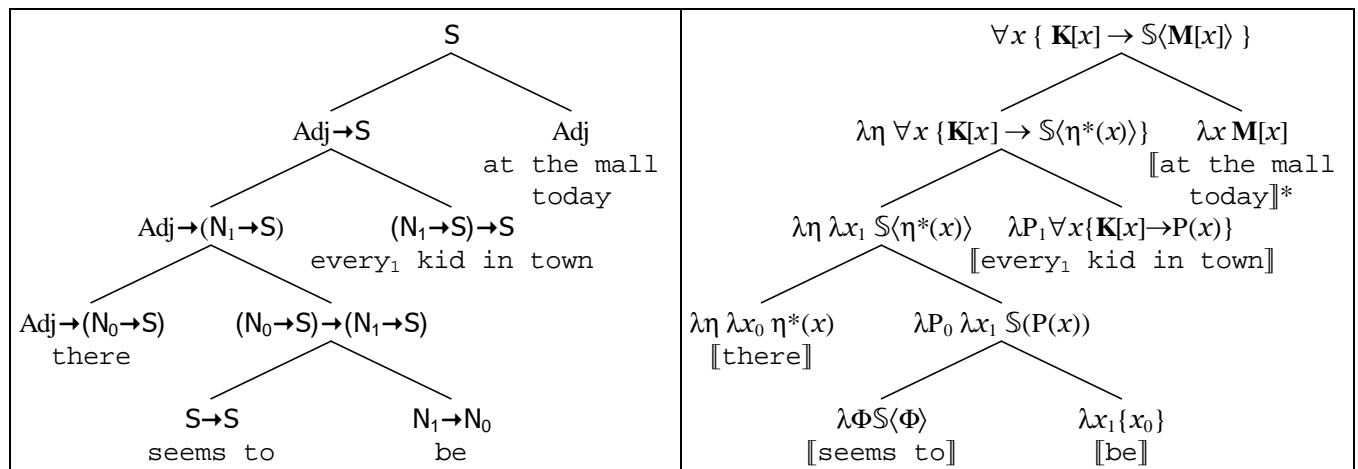 S
Adj→S Adj
at the mall
today
Adj→(N₁→S) (N₁→S)→S
every₁ kid in town
Adj→(N₀→S) (N₀→S)→(N₁→S)
there
S→S N₁→N₀
seems to be
∀x { K[x] → 𝕊⟨M[x]⟩ }
λη ∀x {K[x] → 𝕊⟨η*(x)⟩} λx M[x]
⟦at the mall
today⟧*
λη λx₁ 𝕊⟨η*(x)⟩ λP₁∀x{K[x]→P(x)}
⟦every₁ kid in town⟧
λη λx₀ η*(x) λP₀ λx₁ 𝕊(P(x))
⟦there⟧
λΦ𝕊⟨Φ⟩ λx₁{x₀}
⟦seems to⟧ ⟦be⟧